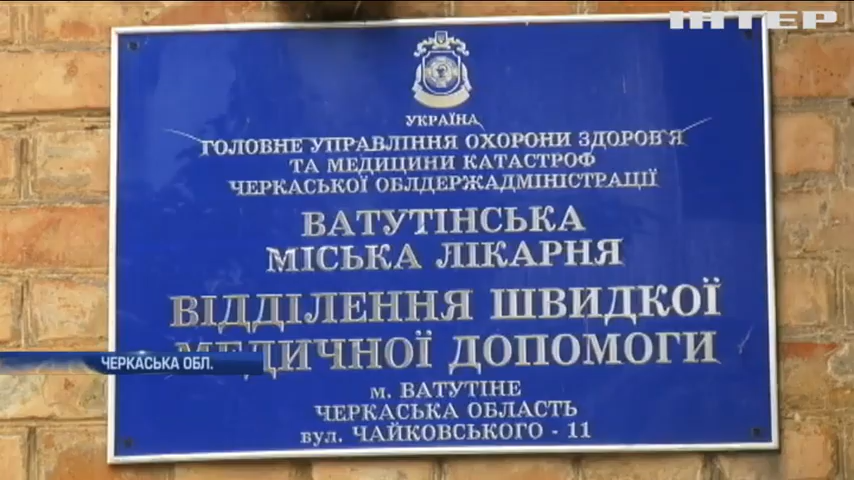 ІНТЕР
УКРАЇНА
ГОЛОВНЕ УПРАВЛІННЯ ОХОРОНИ ЗДОРОВ'Я
ТА МЕДИЦИНИ КАТАСТРОФ
ЧЕРКАСЬКОЇ ОБЛДЕРЖАДМІНІСТРАЦІЇ
ВАТУТІНСЬКА
МІСЬКА ЛІКАРНЯ
ВІДДІЛЕННЯ ШВИДКОЇ
МЕДИЧНОЇ ДОПОМОГИ
ЧЕРКАСЬКА ОБЛ.
м. ВАТУТІНЕ
ЧЕРКАСЬКА ОБЛАСТЬ
вул. ЧАЙКОВСЬКОГО - 11